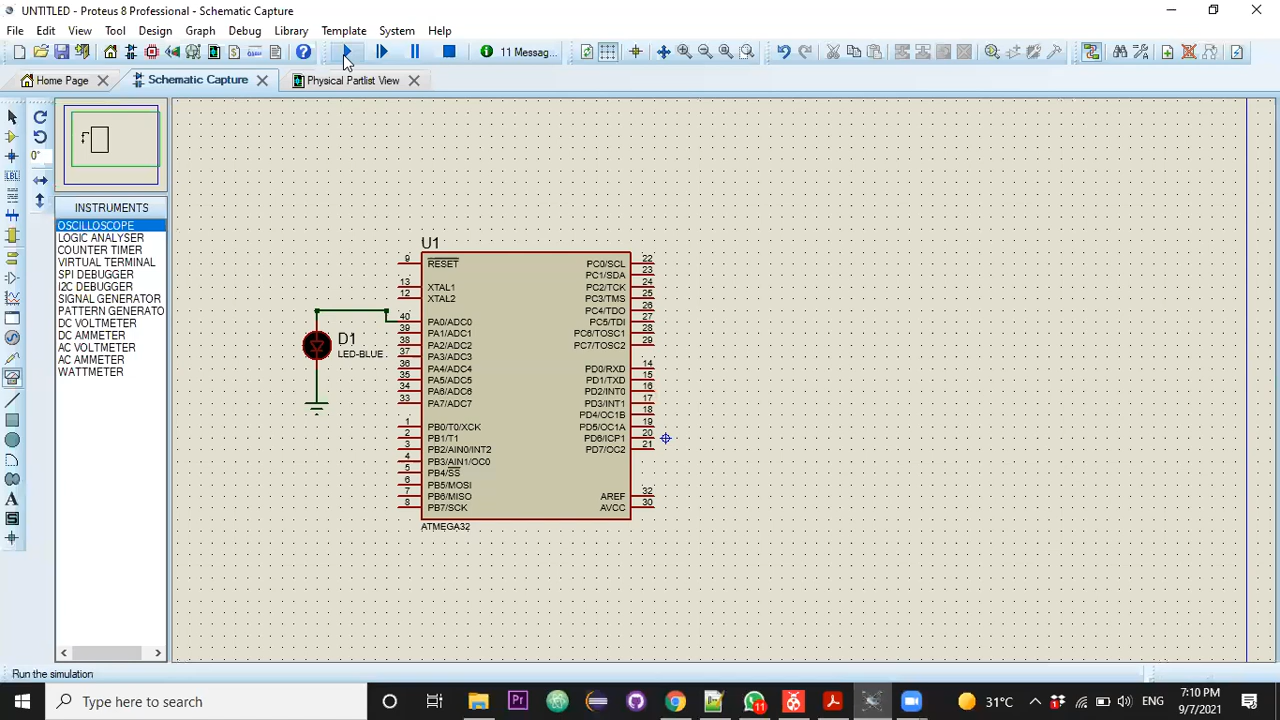 UNTITLED - Proteus 8 Professional - Schematic Capture
File Edit View Tool Design Graph Debug Library Template System Help
11 Messag...
Home Page
Schematic Capture
Physical Partlist View
0°
LBL
A
INSTRUMENTS
OSCILLOSCOPE
LOGIC ANALYSER
COUNTER TIMER
VIRTUAL TERMINAL
SPI DEBUGGER
I2C DEBUGGER
SIGNAL GENERATOR
PATTERN GENERATO
DC VOLTMETER
DC AMMETER
AC VOLTMETER
AC AMMETER
WATTMETER
U1
9 RESET
13 XTAL1
12 XTAL2
40 PA0/ADC0
39 PA1/ADC1
38 PA2/ADC2
37 PA3/ADC3
36 PA4/ADC4
35 PA5/ADC5
34 PA6/ADC6
33 PA7/ADC7
1 PB0/T0/XCK
2 PB1/T1
3 PB2/AIN0/INT2
4 PB3/AIN1/OC0
5 PB4/SS
6 PB5/MOSI
7 PB6/MISO
8 PB7/SCK
PC0/SCL 22
PC1/SDA 23
PC2/TCK 24
PC3/TMS 25
PC4/TDO 26
PC5/TDI 27
PC6/TOSC1 28
PC7/TOSC2 29
PD0/RXD 14
PD1/TXD 15
PD2/INT0 16
PD3/INT1 17
PD4/OC1B 18
PD5/OC1A 19
PD6/ICP1 20
PD7/OC2 21
AREF 32
AVCC 30
ATMEGA32
D1
LED-BLUE
Run the simulation
Type here to search
Pr
11
31°C
ENG
7:10 PM
9/7/2021